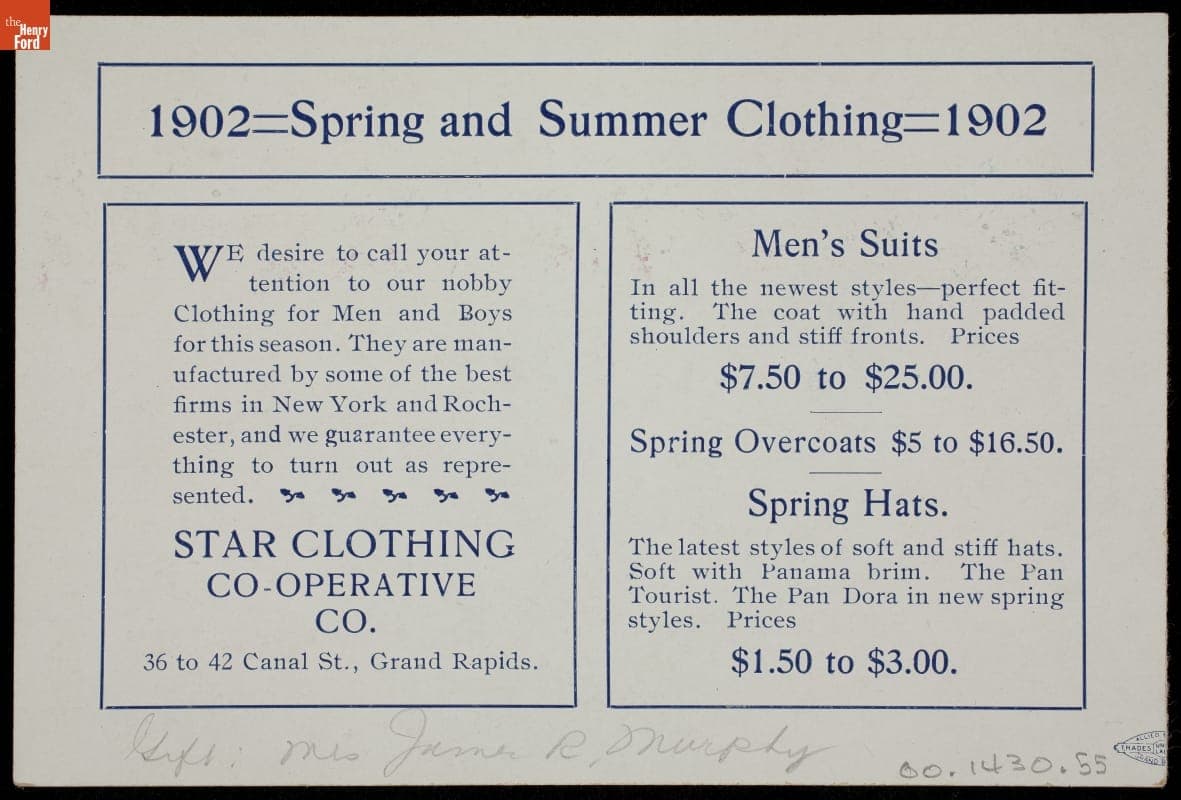 the
Henry
Ford
1902=Spring and Summer Clothing=1902
WE desire to call your at-
tention to our nobby
Clothing for Men and Boys
for this season. They are man-
ufactured by some of the best
firms in New York and Roch-
ester, and we guarantee every-
thing to turn out as repre-
sented.
STAR CLOTHING
CO-OPERATIVE
CO.
36 to 42 Canal St., Grand Rapids.
Men's Suits
In all the newest styles—perfect fit-
ting. The coat with hand padded
shoulders and stiff fronts. Prices
$7.50 to $25.00.
Spring Overcoats $5 to $16.50.
Spring Hats.
The latest styles of soft and stiff hats.
Soft with Panama brim. The Pan
Tourist. The Pan Dora in new spring
styles. Prices
$1.50 to $3.00.
Gift: Mrs James R. Murphy
00.1430.55
ALLIED
TRADES
GRAND